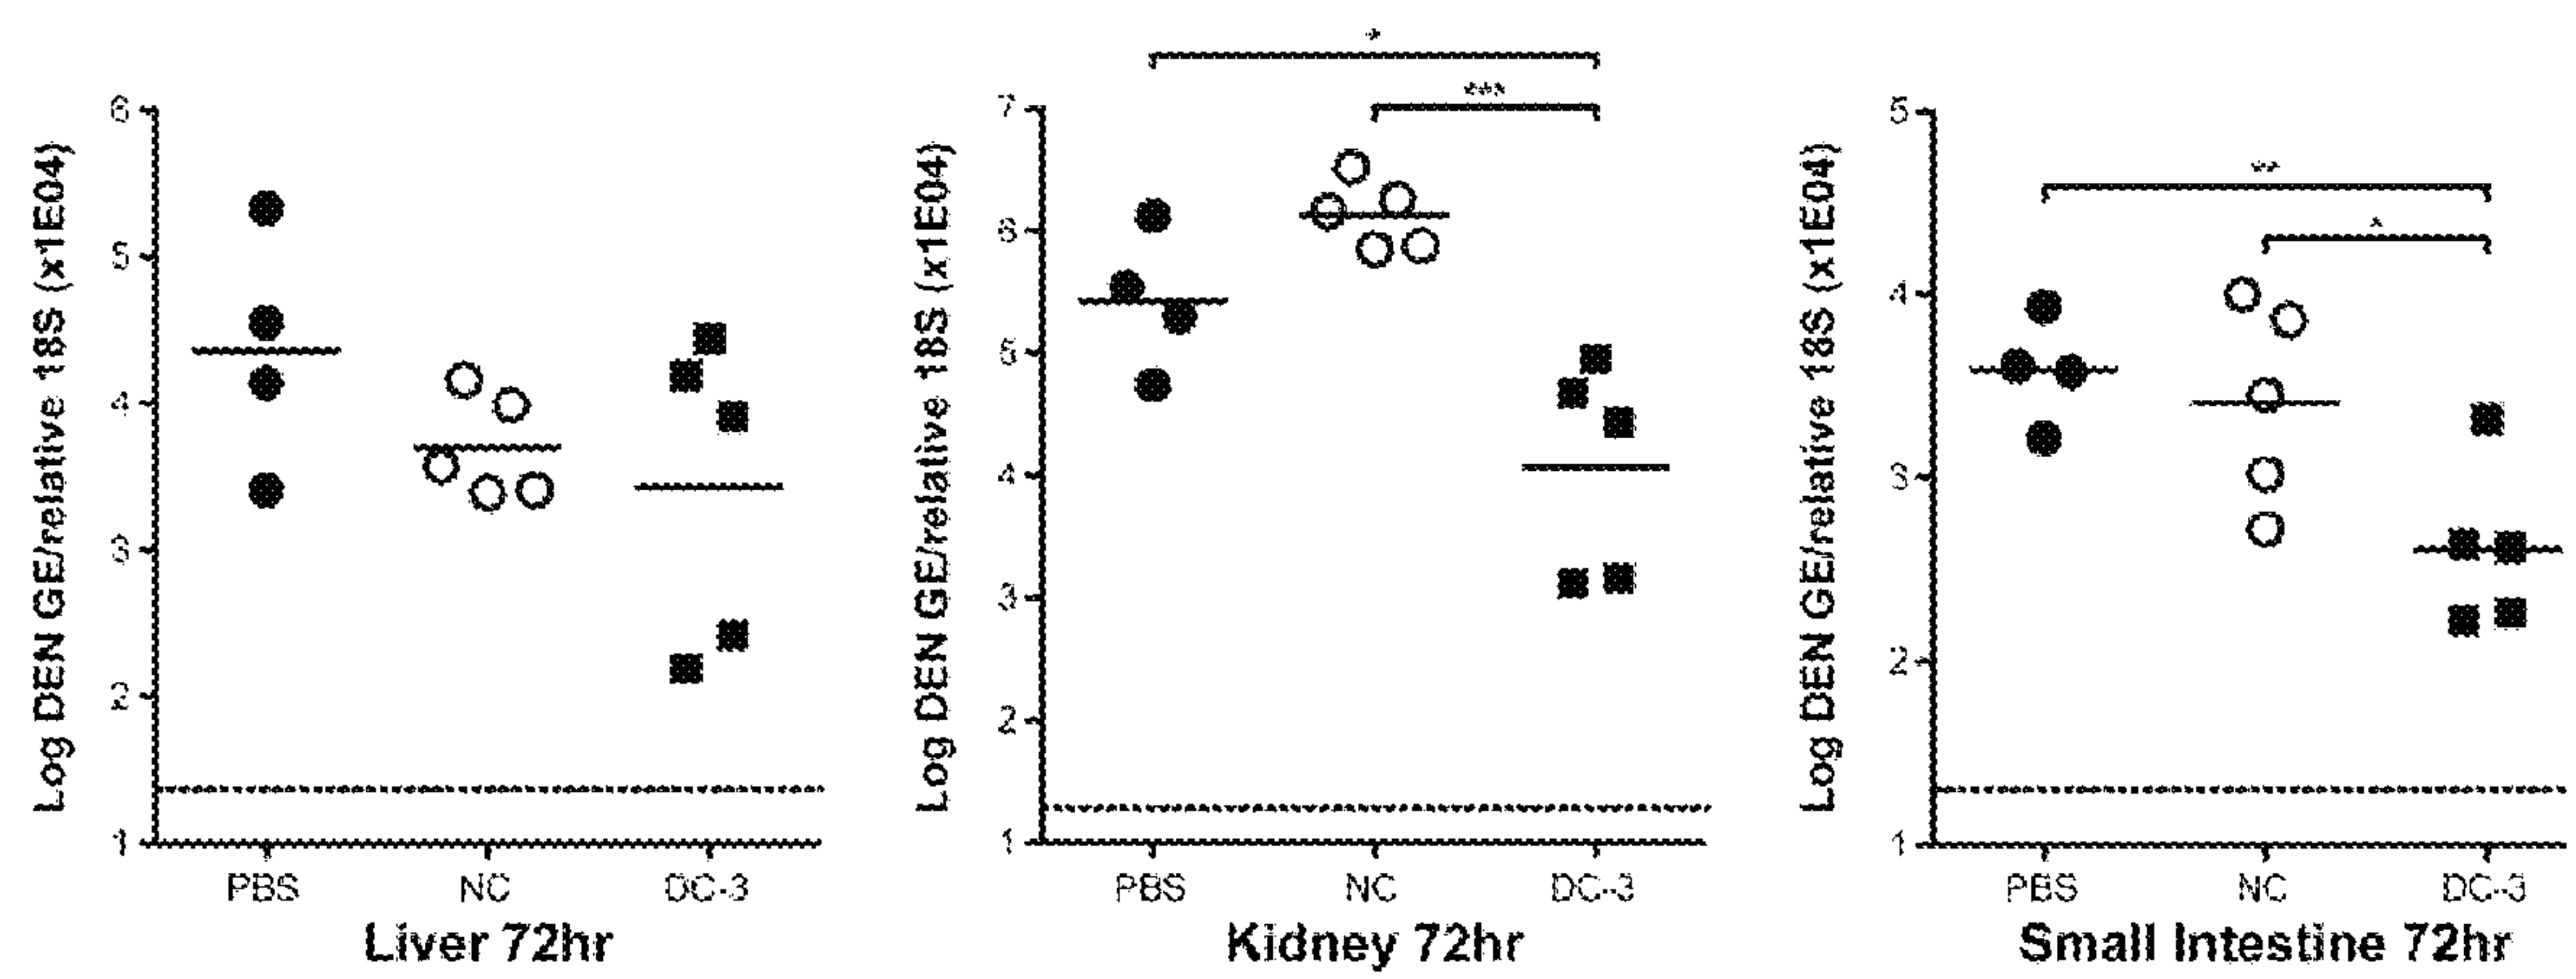 Log DEN GE/relative 18S (x1E04)
6
5
4
3
2
1
PBS NC DC-3
Liver 72hr
Log DEN GE/relative 18S (x1E04)
*
***
7
6
5
4
3
2
1
PBS NC DC-3
Kidney 72hr
Log DEN GE/relative 18S (x1E04)
**
*
5
4
3
2
1
PBS NC DC-3
Small Intestine 72hr